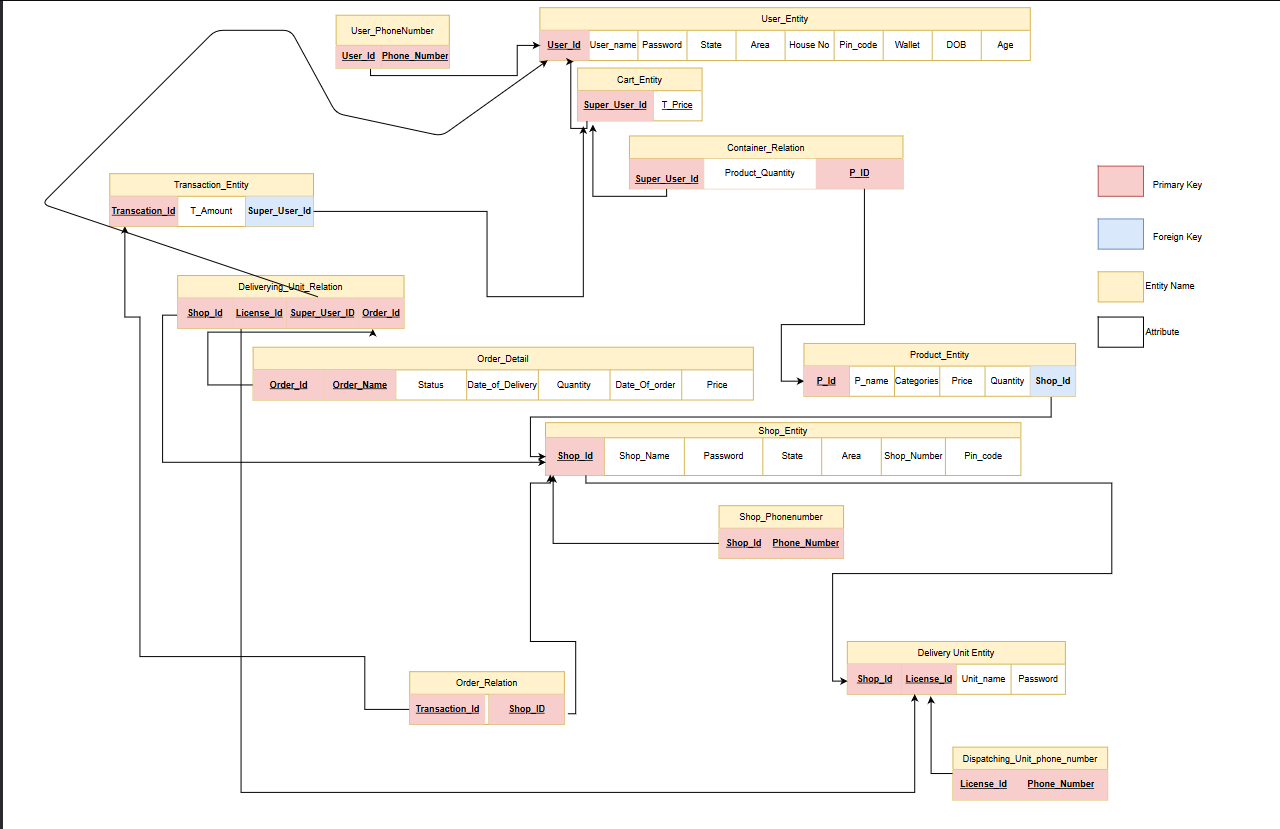 User_PhoneNumber
User_Id Phone_Number
User_Entity
User_Id User_name Password State Area House No Pin_code Wallet DOB Age
Cart_Entity
Super_User_Id T_Price
Container_Relation
Super_User_Id Product_Quantity P_ID
Transaction_Entity
Transcation_Id T_Amount Super_User_Id
Primary Key
Foreign Key
Entity Name
Attribute
Deliverying_Unit_Relation
Shop_Id License_Id Super_User_ID Order_Id
Order_Detail
Order_Id Order_Name Status Date_of_Delivery Quantity Date_Of_order Price
Product_Entity
P_Id P_name Categories Price Quantity Shop_Id
Shop_Entity
Shop_Id Shop_Name Password State Area Shop_Number Pin_code
Shop_Phonenumber
Shop_Id Phone_Number
Delivery Unit Entity
Shop_Id License_Id Unit_name Password
Order_Relation
Transaction_Id Shop_ID
Dispatching_Unit_phone_number
License_Id Phone_Number